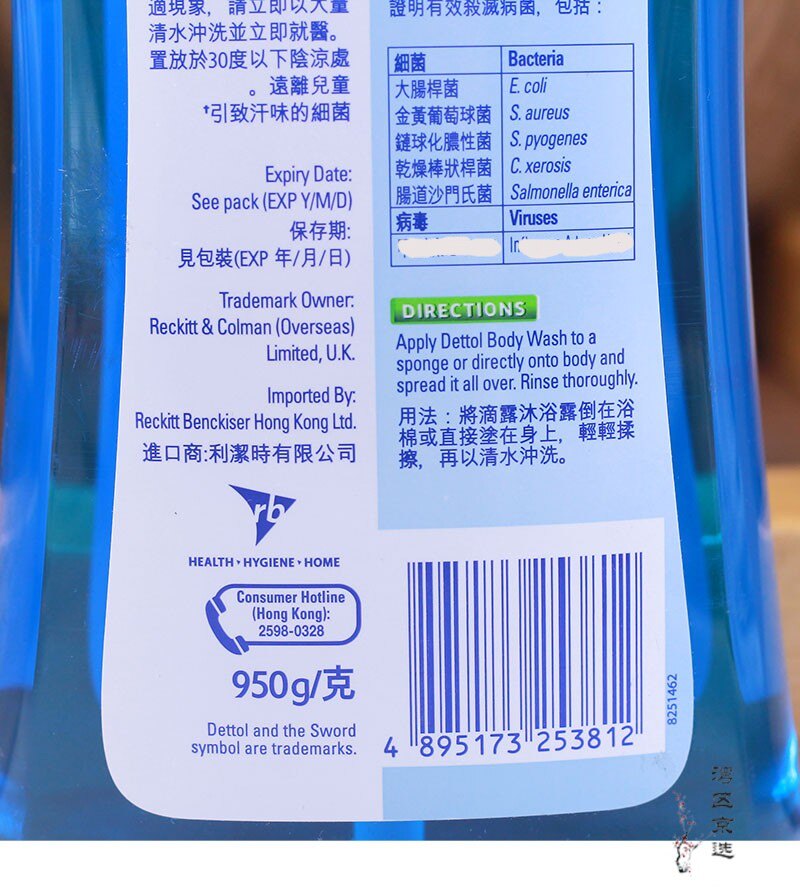 適現象，請立即以大量
清水沖洗並立即就醫。
置放於30度以下陰涼處
。遠離兒童
†引致汗味的細菌
Expiry Date:
See pack (EXP Y/M/D)
保存期:
見包裝(EXP 年/月/日)
Trademark Owner:
Reckitt & Colman (Overseas)
Limited, U.K.
Imported By:
Reckitt Benckiser Hong Kong Ltd.
進口商:利潔時有限公司
rb
HEALTH • HYGIENE • HOME
Consumer Hotline
(Hong Kong):
2598-0328
950g/克
Dettol and the Sword
symbol are trademarks.
證明有效殺滅病菌，包括：
細菌 Bacteria
大腸桿菌 E. coli
金黃葡萄球菌 S. aureus
鏈球化膿性菌 S. pyogenes
乾燥棒狀桿菌 C. xerosis
腸道沙門氏菌 Salmonella enterica
病毒 Viruses
DIRECTIONS
Apply Dettol Body Wash to a
sponge or directly onto body and
spread it all over. Rinse thoroughly.
用法：將滴露沐浴露倒在浴
棉或直接塗在身上，輕輕揉
擦，再以清水沖洗。
4 895173 253812
8251462
湾区京选